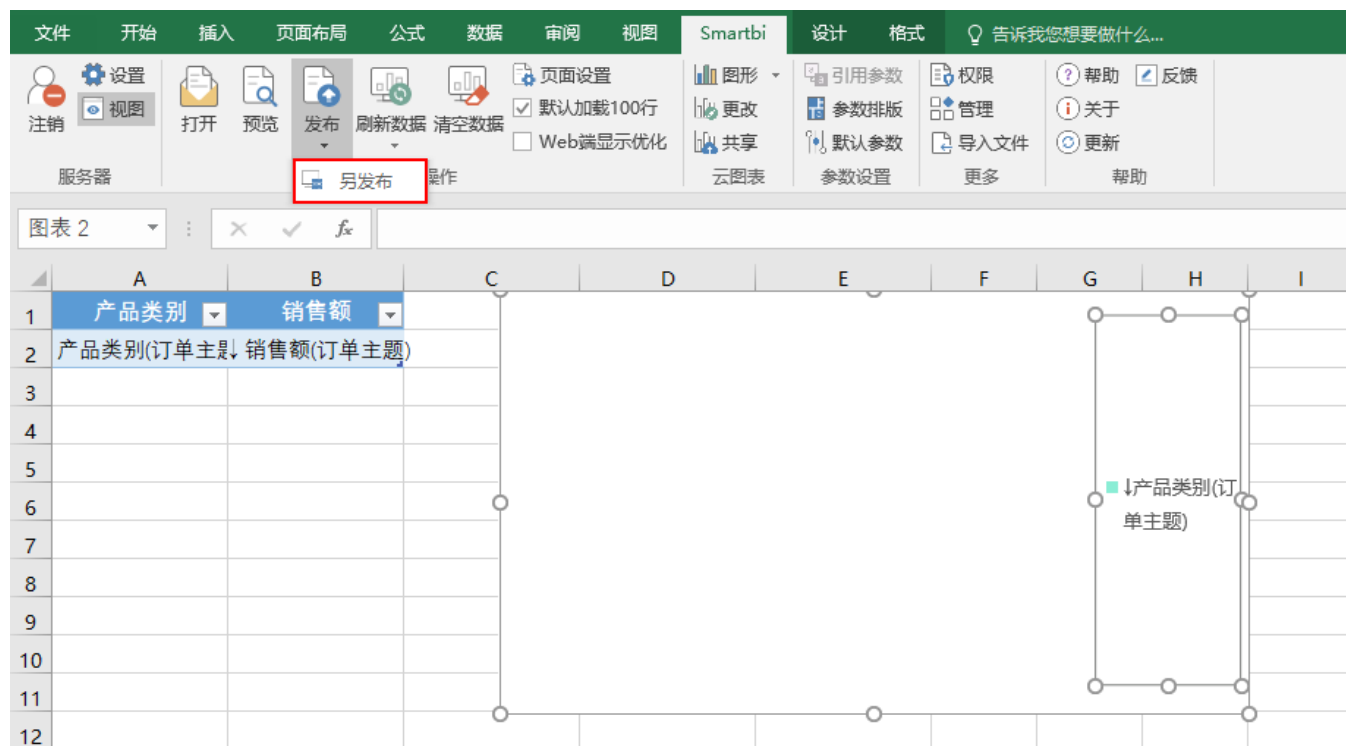 文件 开始 插入 页面布局 公式 数据 审阅 视图 Smartbi 设计 格式 告诉我您想要做什么...
设置 页面设置 图形 引用参数 权限 帮助 反馈
视图 默认加载100行 更改 参数排版 管理 关于
注销 打开 预览 发布 刷新数据 清空数据
Web端显示优化 共享 默认参数 导入文件 更新
服务器 另发布 操作 云图表 参数设置 更多 帮助
图表 2 fx
A B C D E F G H I
1 产品类别 销售额
2 产品类别(订单主题↓ 销售额(订单主题)
3
4
5
6 ↓产品类别(订
单主题)
7
8
9
10
11
12